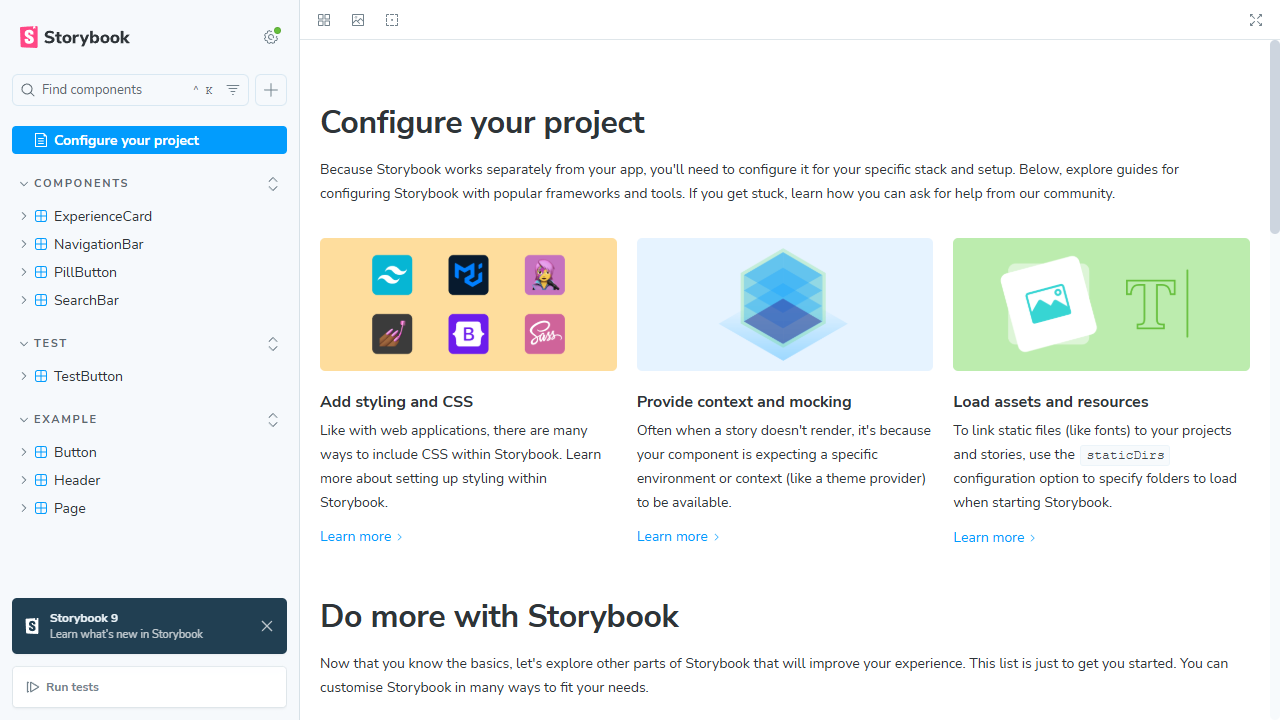 Storybook
Find components
^ K
Configure your project
COMPONENTS
ExperienceCard
NavigationBar
PillButton
SearchBar
TEST
TestButton
EXAMPLE
Button
Header
Page
Storybook 9
Learn what's new in Storybook
Run tests
Configure your project
Because Storybook works separately from your app, you'll need to configure it for your specific stack and setup. Below, explore guides for
configuring Storybook with popular frameworks and tools. If you get stuck, learn how you can ask for help from our community.
B
Sass
Add styling and CSS
Like with web applications, there are many
ways to include CSS within Storybook. Learn
more about setting up styling within
Storybook.
Learn more
Provide context and mocking
Often when a story doesn't render, it's because
your component is expecting a specific
environment or context (like a theme provider)
to be available.
Learn more
T
Load assets and resources
To link static files (like fonts) to your projects
and stories, use the staticDirs
configuration option to specify folders to load
when starting Storybook.
Learn more
Do more with Storybook
Now that you know the basics, let's explore other parts of Storybook that will improve your experience. This list is just to get you started. You can
customise Storybook in many ways to fit your needs.